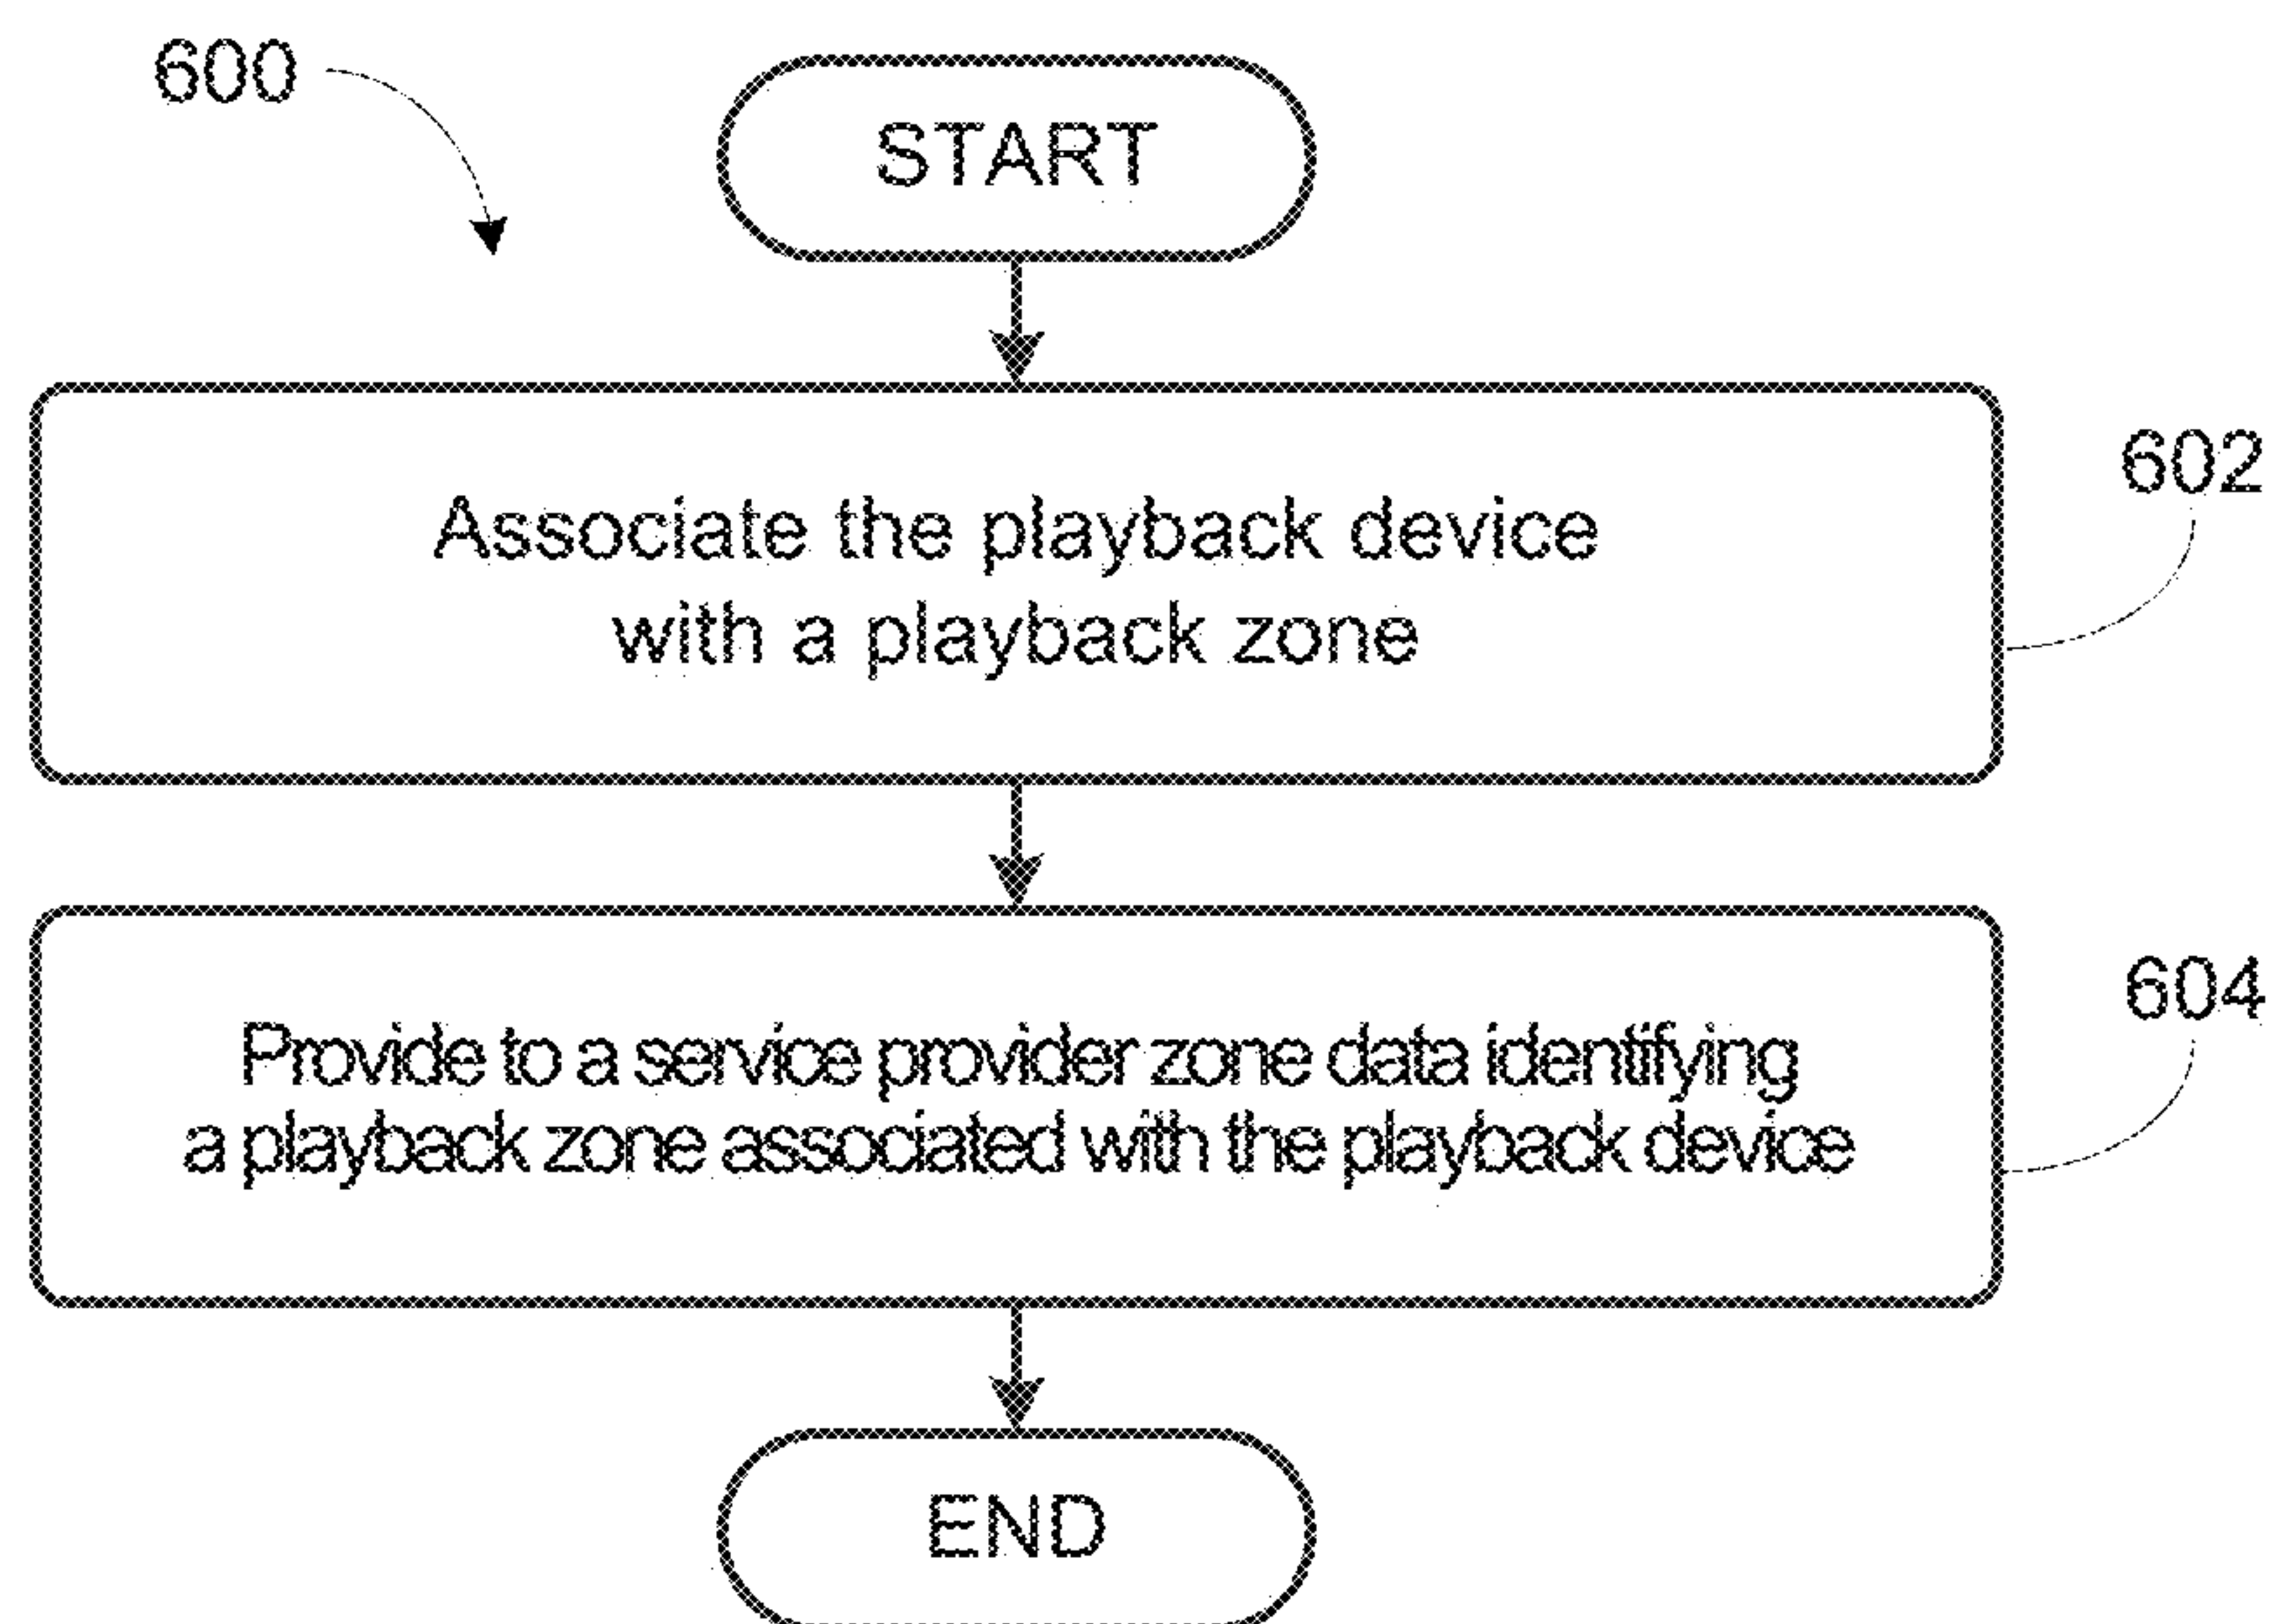 600
START
Associate the playback device
with a playback zone
602
Provide to a service provider zone data identifying
a playback zone associated with the playback device
604
END